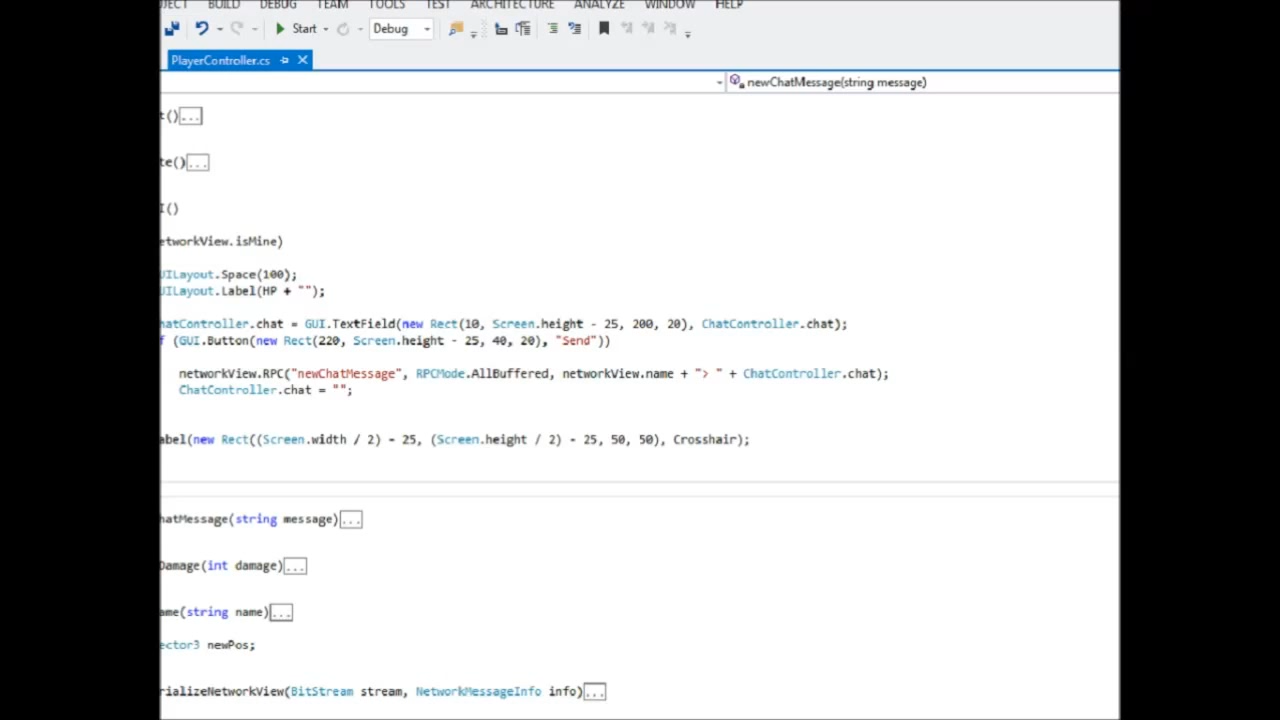 JECT BUILD DEBUG TEAM TOOLS TEST ARCHITECTURE ANALYZE WINDOW HELP
Start Debug
PlayerController.cs
newChatMessage(string message)
t()...
te()...
I()
etworkView.isMine)
UILayout.Space(100);
UILayout.Label(HP + "");
hatController.chat = GUI.TextField(new Rect(10, Screen.height - 25, 200, 20), ChatController.chat);
f (GUI.Button(new Rect(220, Screen.height - 25, 40, 20), "Send"))
networkView.RPC("newChatMessage", RPCMode.AllBuffered, networkView.name + "> " + ChatController.chat);
ChatController.chat = "";
abel(new Rect((Screen.width / 2) - 25, (Screen.height / 2) - 25, 50, 50), Crosshair);
hatMessage(string message)...
Damage(int damage)...
ame(string name)...
ector3 newPos;
rializeNetworkView(BitStream stream, NetworkMessageInfo info)...